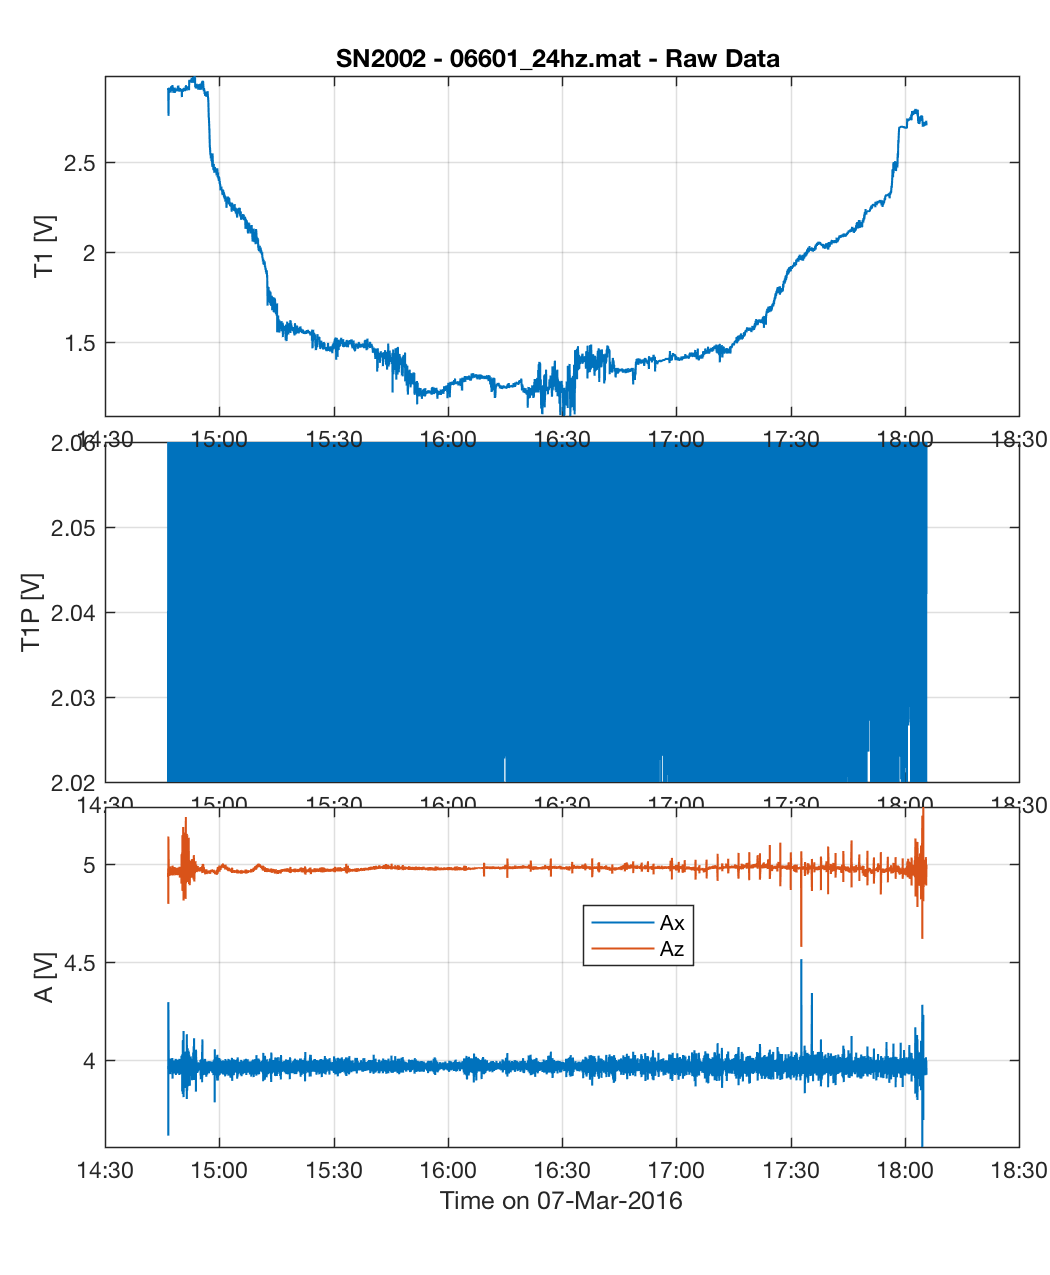 SN2002 - 06601_24hz.mat - Raw Data
T1 [V]
2.5
2
1.5
14:30 15:00 15:30 16:00 16:30 17:00 17:30 18:00 18:30
T1P [V]
2.06
2.05
2.04
2.03
2.02
14:30 15:00 15:30 16:00 16:30 17:00 17:30 18:00 18:30
A [V]
5
4.5
4
Ax
Az
14:30 15:00 15:30 16:00 16:30 17:00 17:30 18:00 18:30
Time on 07-Mar-2016